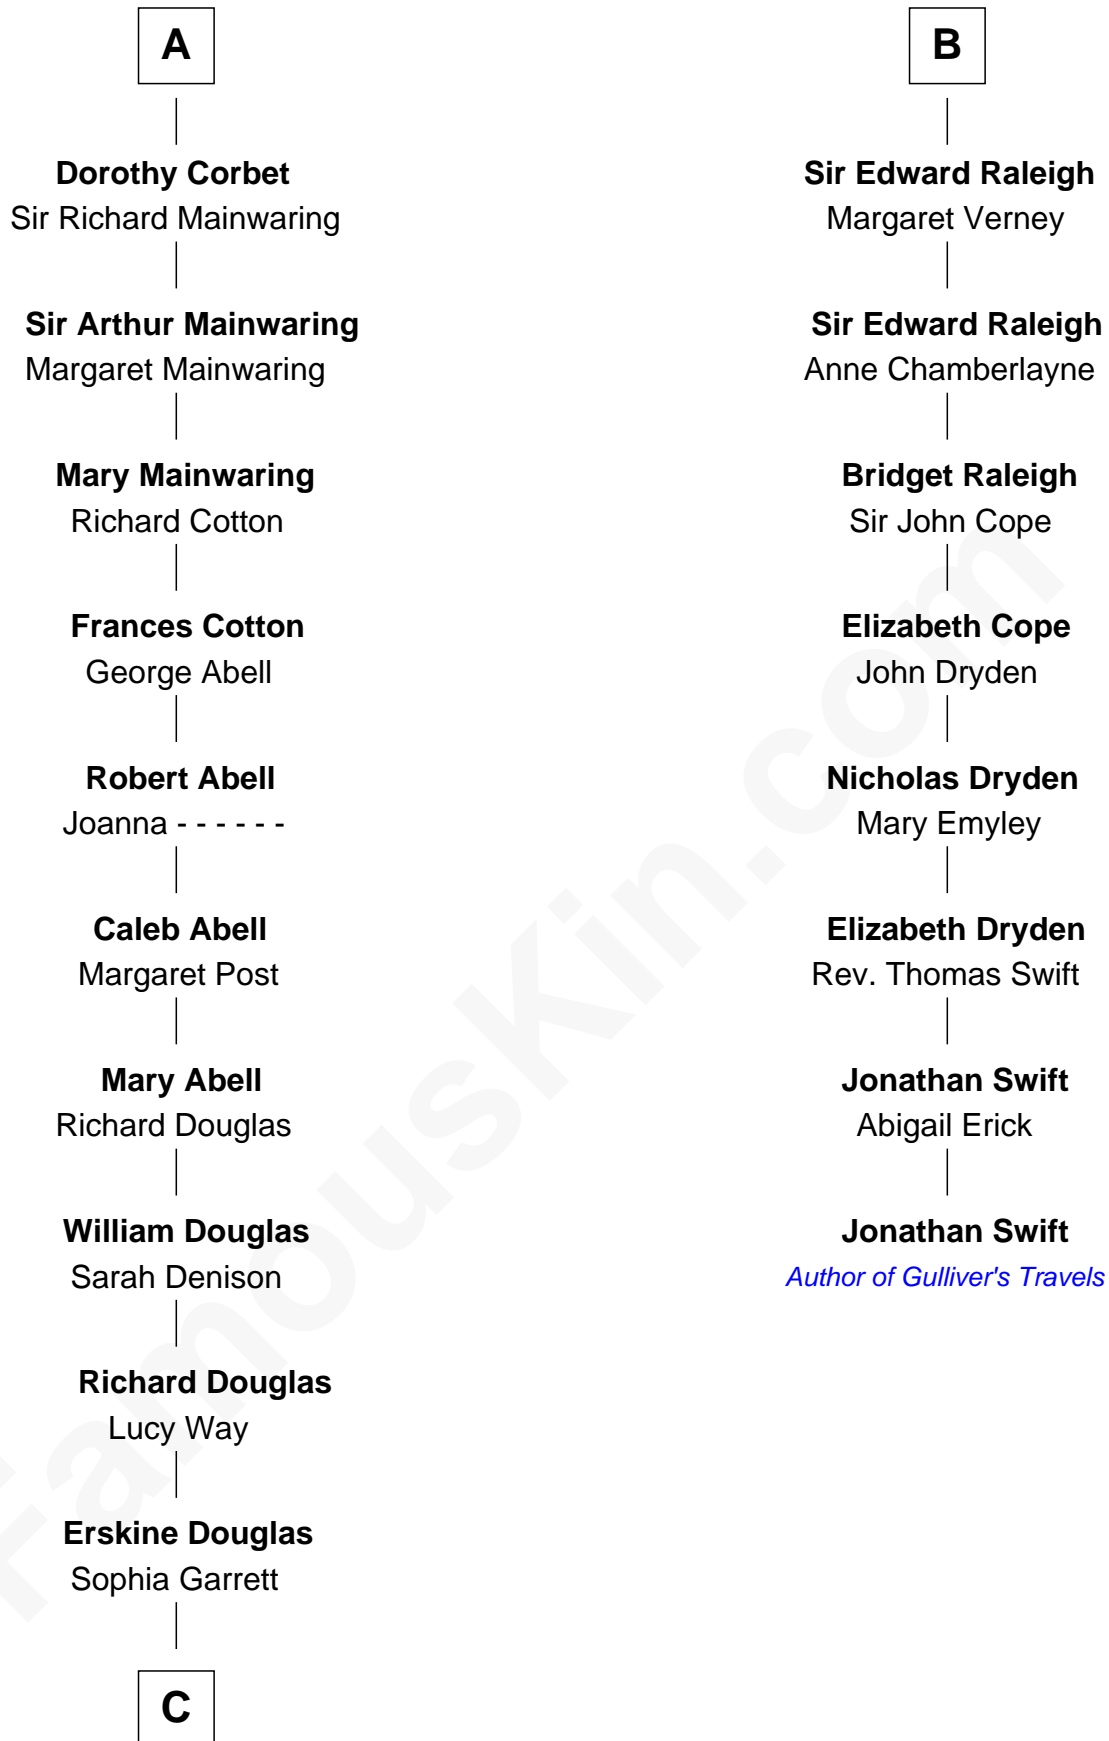 A
Dorothy Corbet
Sir Richard Mainwaring
Sir Arthur Mainwaring
Margaret Mainwaring
Mary Mainwaring
Richard Cotton
Frances Cotton
George Abell
Robert Abell
Joanna - - - - - -
Caleb Abell
Margaret Post
Mary Abell
Richard Douglas
William Douglas
Sarah Denison
Richard Douglas
Lucy Way
Erskine Douglas
Sophia Garrett
C
B
Sir Edward Raleigh
Margaret Verney
Sir Edward Raleigh
Anne Chamberlayne
Bridget Raleigh
Sir John Cope
Elizabeth Cope
John Dryden
Nicholas Dryden
Mary Emyley
Elizabeth Dryden
Rev. Thomas Swift
Jonathan Swift
Abigail Erick
Jonathan Swift
Author of Gulliver's Travels
FamousKin.com